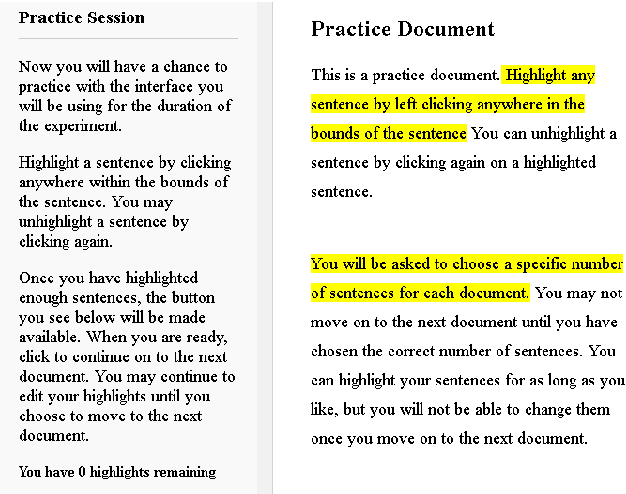 Practice Session
Now you will have a chance to
practice with the interface you
will be using for the duration of
the experiment.
Highlight a sentence by clicking
anywhere within the bounds of
the sentence. You may
unhighlight a sentence by
clicking again.
Once you have highlighted
enough sentences, the button
you see below will be made
available. When you are ready,
click to continue on to the next
document. You may continue to
edit your highlights until you
choose to move to the next
document.
You have 0 highlights remaining
Practice Document
This is a practice document. Highlight any
sentence by left clicking anywhere in the
bounds of the sentence You can unhighlight a
sentence by clicking again on a highlighted
sentence.
You will be asked to choose a specific number
of sentences for each document. You may not
move on to the next document until you have
chosen the correct number of sentences. You
can highlight your sentences for as long as you
like, but you will not be able to change them
once you move on to the next document.